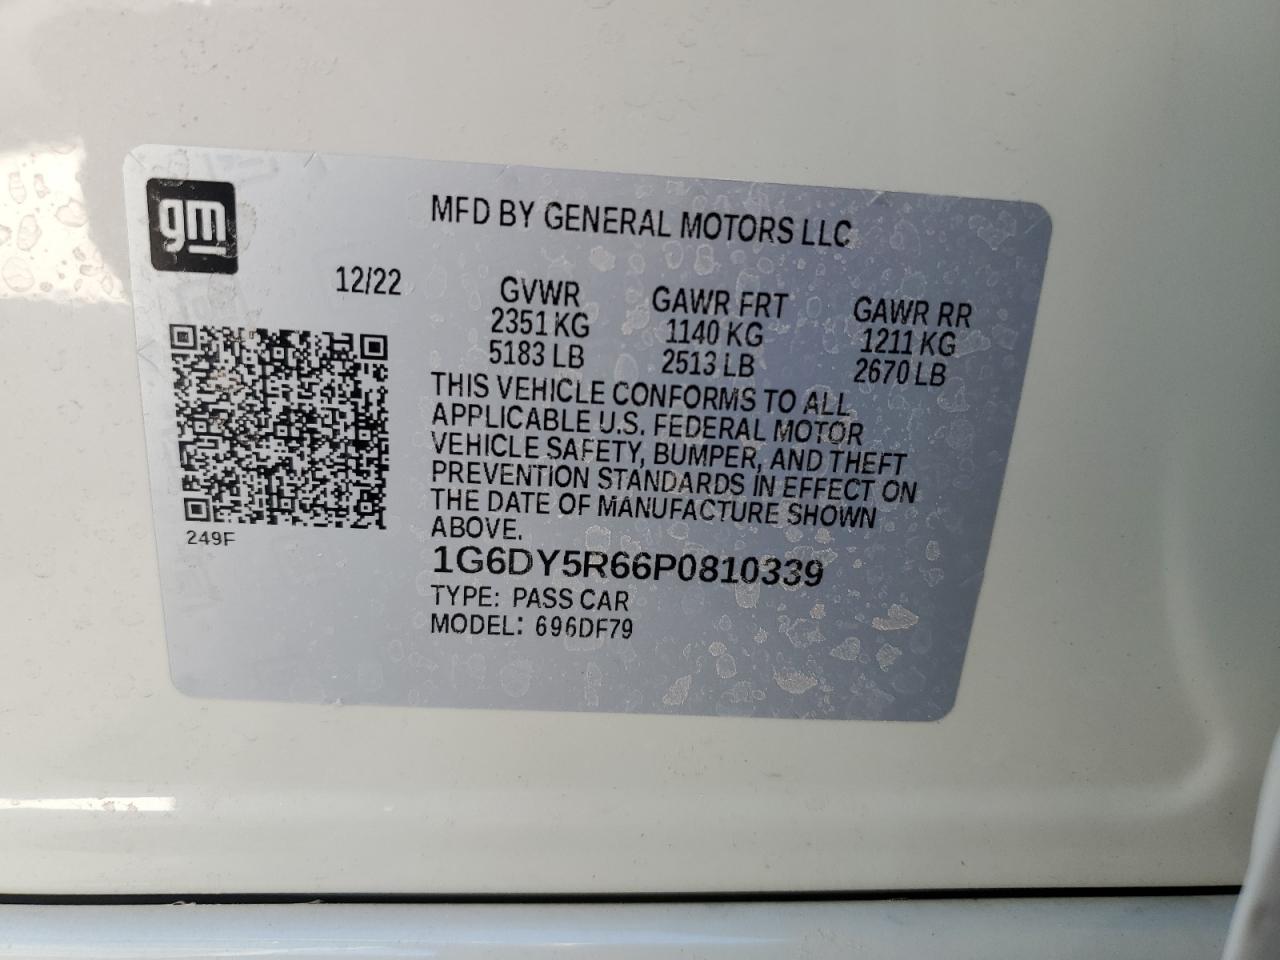 gm
MFD BY GENERAL MOTORS LLC
12/22
GVWR GAWR FRT GAWR RR
2351 KG 1140 KG 1211 KG
5183 LB 2513 LB 2670 LB
THIS VEHICLE CONFORMS TO ALL
APPLICABLE U.S. FEDERAL MOTOR
VEHICLE SAFETY, BUMPER, AND THEFT
PREVENTION STANDARDS IN EFFECT ON
THE DATE OF MANUFACTURE SHOWN
ABOVE.
249F
1G6DY5R66P0810339
TYPE: PASS CAR
MODEL: 696DF79